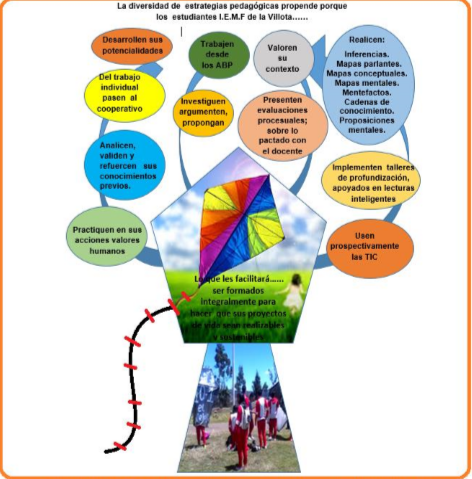 La diversidad de estrategias pedagógicas propende porque
los estudiantes I.E.M.F de la Villota......
Desarrollen sus
potencialidades
Del trabajo
individual
pasen al
cooperativo
Analicen,
validen y
refuercen sus
conocimientos
previos.
Practiquen en sus
acciones valores
humanos
Trabajen
desde
los ABP
Investiguen
argumenten,
propongan
Valoren
su
contexto
Presenten
evaluaciones
procesuales;
sobre lo
pactado con
el docente
Realicen:
Inferencias.
Mapas parlantes.
Mapas conceptuales.
Mapas mentales.
Mentefactos.
Cadenas de
conocimiento.
Proposiciones
mentales.
Implementen talleres
de profundización,
apoyados en lecturas
inteligentes
Usen
prospectivamente
las TIC
Lo que les facilitará......
ser formados
integralmente para
hacer que sus proyectos
de vida sean realizables
y sostenibles